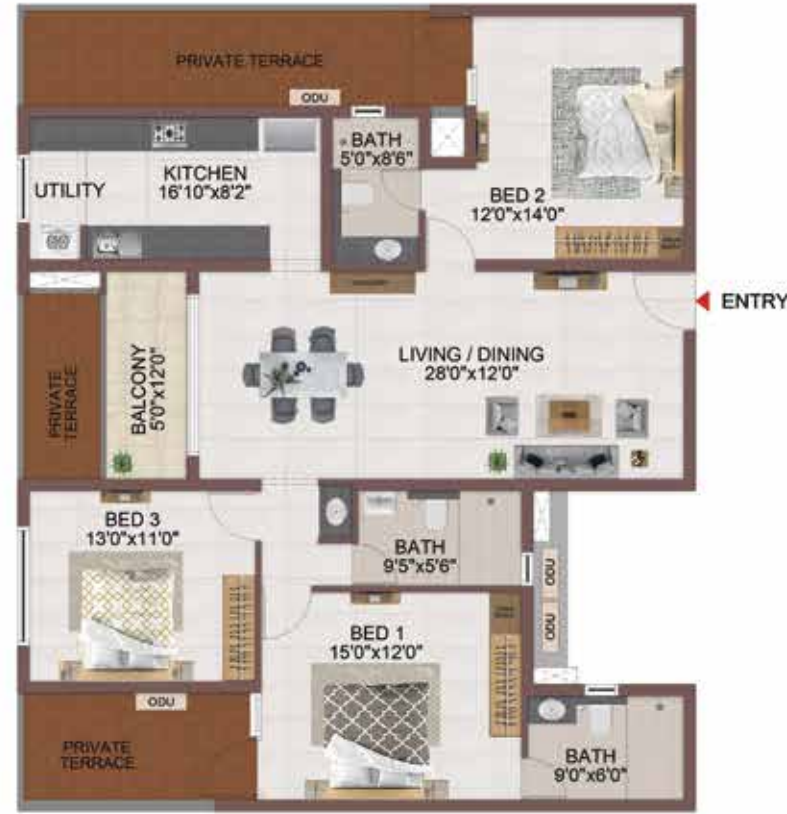 PRIVATE TERRACE
ODU
BATH
5'0"x8'6"
KITCHEN
16'10"x8'2"
UTILITY
BED 2
12'0"x14'0"
ENTRY
LIVING / DINING
28'0"x12'0"
BALCONY
5'0"x12'0"
PRIVATE
TERRACE
BED 3
13'0"x11'0"
BATH
9'5"x5'6"
ODU
ODU
BED 1
15'0"x12'0"
ODU
PRIVATE
TERRACE
BATH
9'0"x6'0"